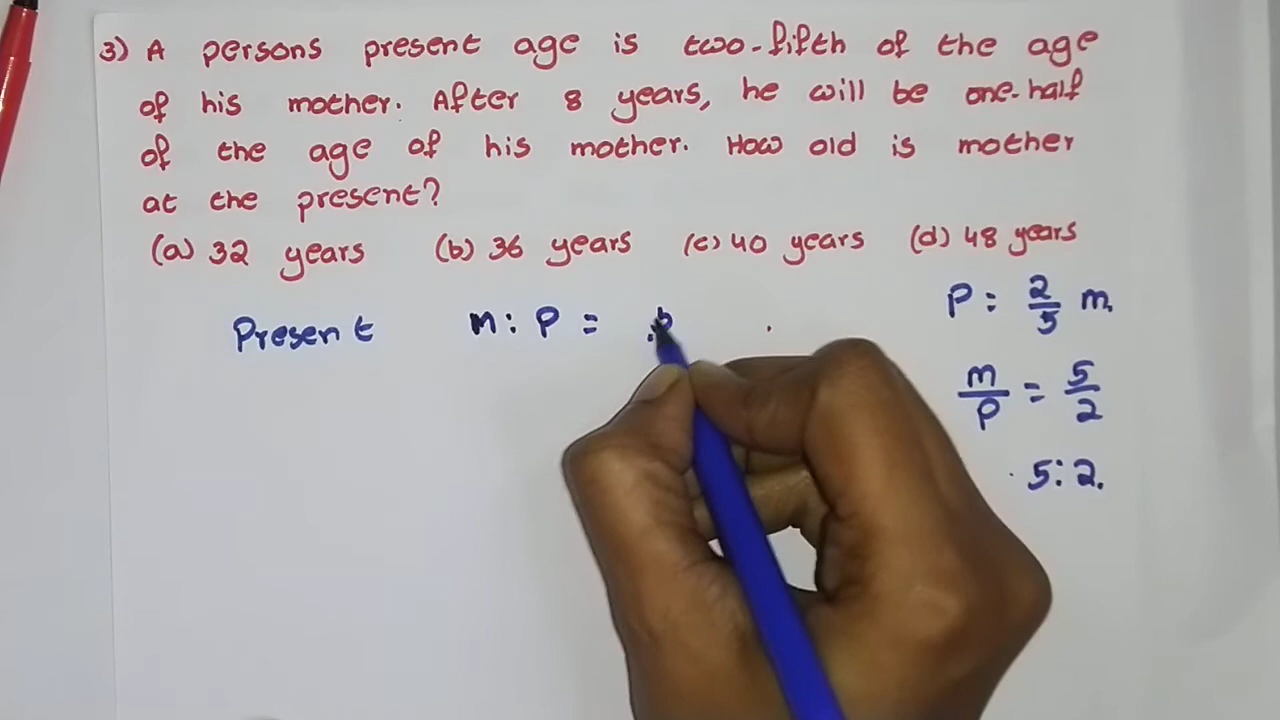 3) A persons present age is two-fifth of the age
of his mother. After 8 years, he will be one-half
of the age of his mother. How old is mother
at the present?
(a) 32 years (b) 36 years (c) 40 years (d) 48 years
Present m : P =
P = 2/5 m
m/P = 5/2
5:2.